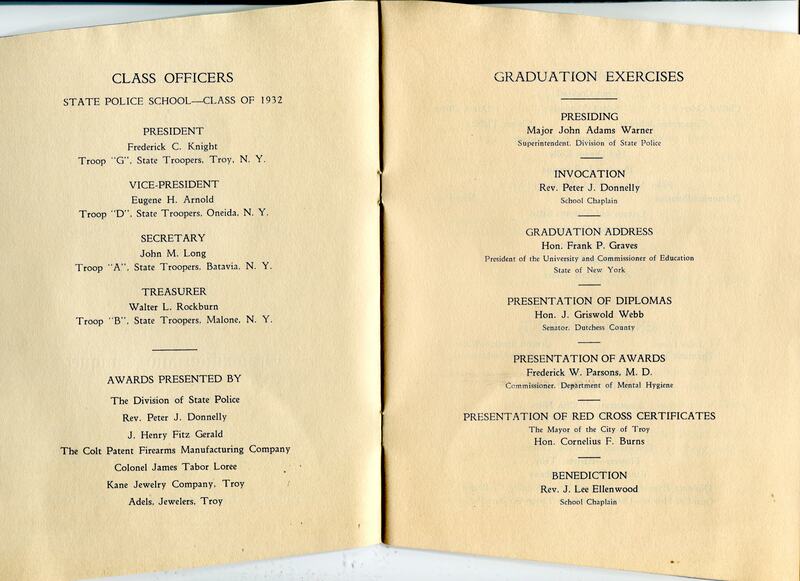 CLASS OFFICERS
STATE POLICE SCHOOL—CLASS OF 1932
PRESIDENT
Frederick C. Knight
Troop "G", State Troopers, Troy, N. Y.
VICE-PRESIDENT
Eugene H. Arnold
Troop "D", State Troopers, Oneida, N. Y.
SECRETARY
John M. Long
Troop "A", State Troopers, Batavia, N. Y.
TREASURER
Walter L. Rockburn
Troop "B", State Troopers, Malone, N. Y.
AWARDS PRESENTED BY
The Division of State Police
Rev. Peter J. Donnelly
J. Henry Fitz Gerald
The Colt Patent Firearms Manufacturing Company
Colonel James Tabor Loree
Kane Jewelry Company, Troy
Adels, Jewelers, Troy
GRADUATION EXERCISES
PRESIDING
Major John Adams Warner
Superintendent, Division of State Police
INVOCATION
Rev. Peter J. Donnelly
School Chaplain
GRADUATION ADDRESS
Hon. Frank P. Graves
President of the University and Commissioner of Education
State of New York
PRESENTATION OF DIPLOMAS
Hon. J. Griswold Webb
Senator, Dutchess County
PRESENTATION OF AWARDS
Frederick W. Parsons, M. D.
Commissioner, Department of Mental Hygiene
PRESENTATION OF RED CROSS CERTIFICATES
The Mayor of the City of Troy
Hon. Cornelius F. Burns
BENEDICTION
Rev. J. Lee Ellenwood
School Chaplain